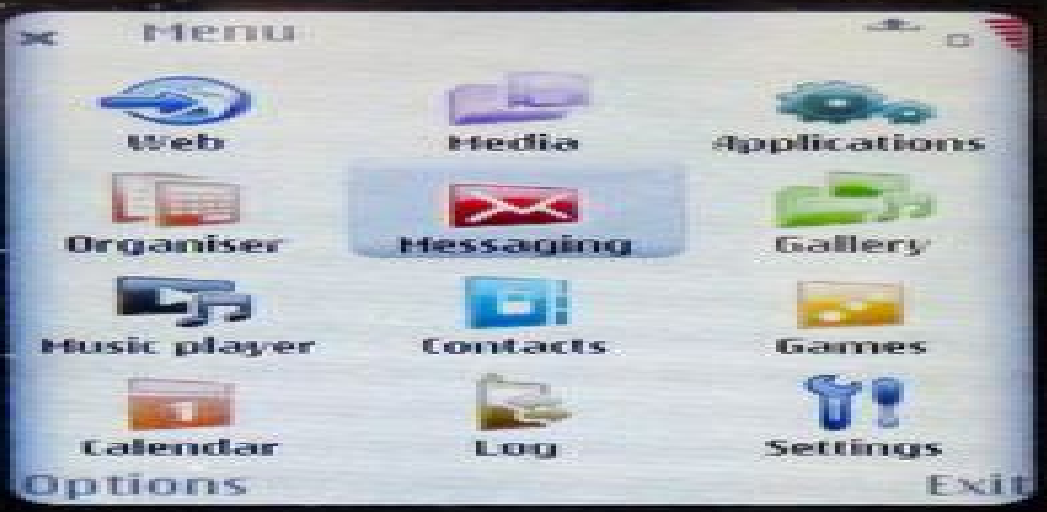 Menu
Web Media Applications
Organiser Messaging Gallery
Music player Contacts Games
Calendar Log Settings
Options Exit